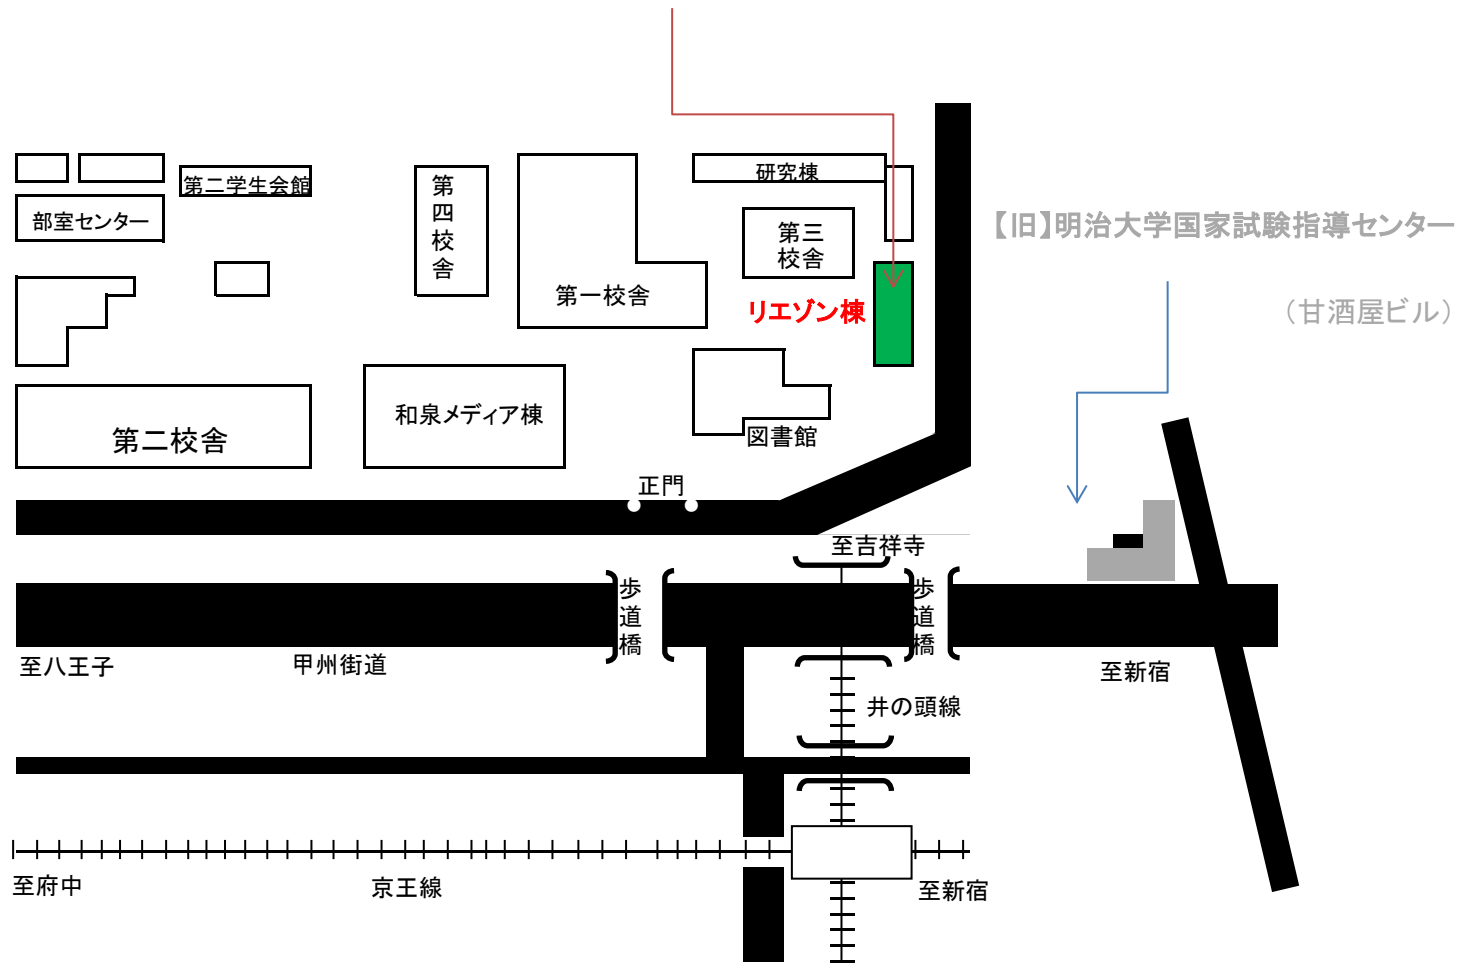 第二学生会館
研究棟
部室センター
第四校舎
第三
校舎
【旧】明治大学国家試験指導センター
第一校舎
リエゾン棟
（甘酒屋ビル）
和泉メディア棟
第二校舎
図書館
正門
至吉祥寺
歩道橋
歩道橋
至八王子
甲州街道
至新宿
井の頭線
至府中
京王線
至新宿